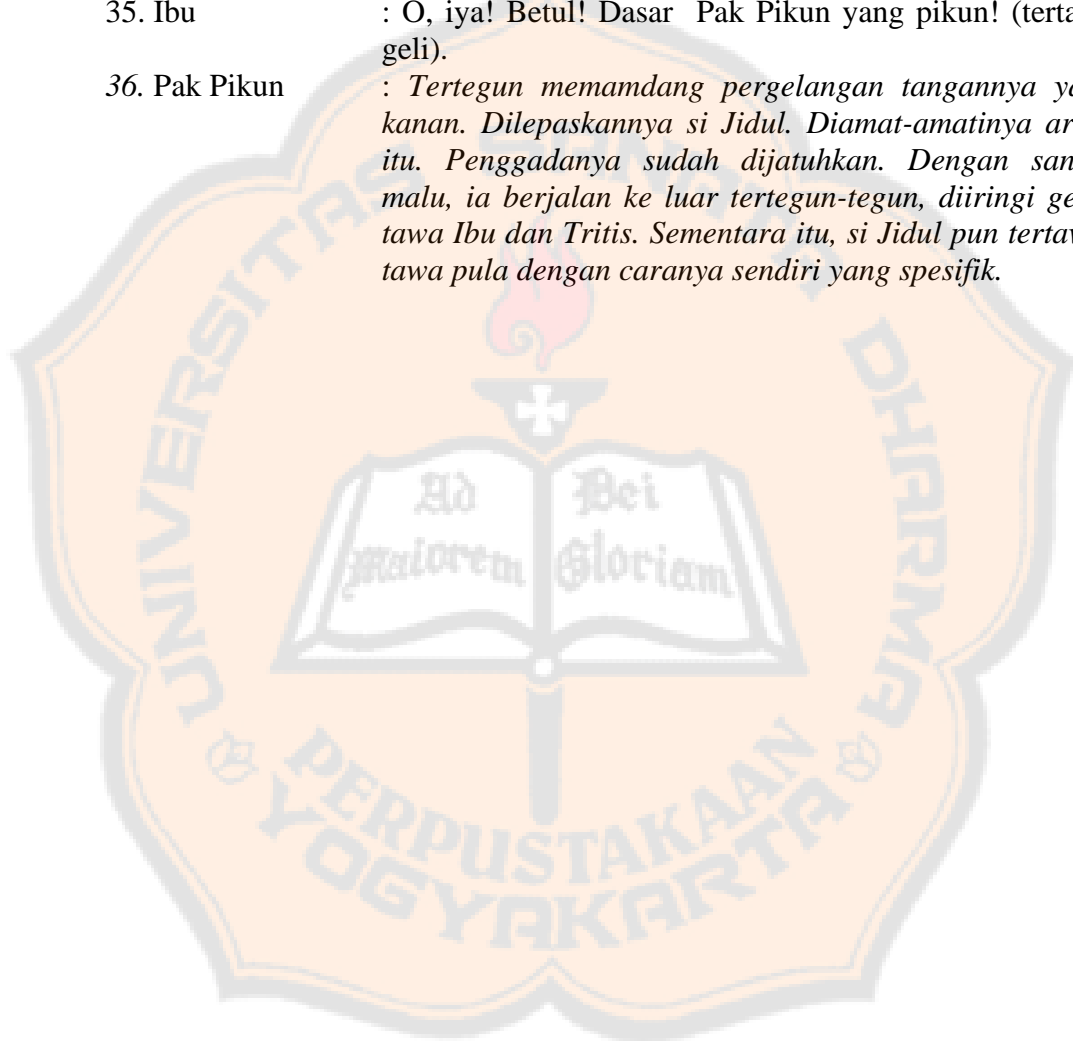 35. Ibu : O, iya! Betul! Dasar Pak Pikun yang pikun! (terta
geli).
36. Pak Pikun : Tertegun memamdang pergelangan tangannya ya
kanan. Dilepaskannya si Jidul. Diamat-amatinya ar
itu. Penggadanya sudah dijatuhkan. Dengan san
malu, ia berjalan ke luar tertegun-tegun, diiringi ge
tawa Ibu dan Tritis. Sementara itu, si Jidul pun tertaw
tawa pula dengan caranya sendiri yang spesifik.
UNIVERSITAS SANATA DHARMA
Ad Dei
Maiorem Gloriam
PERPUSTAKAAN
YOGYAKARTA